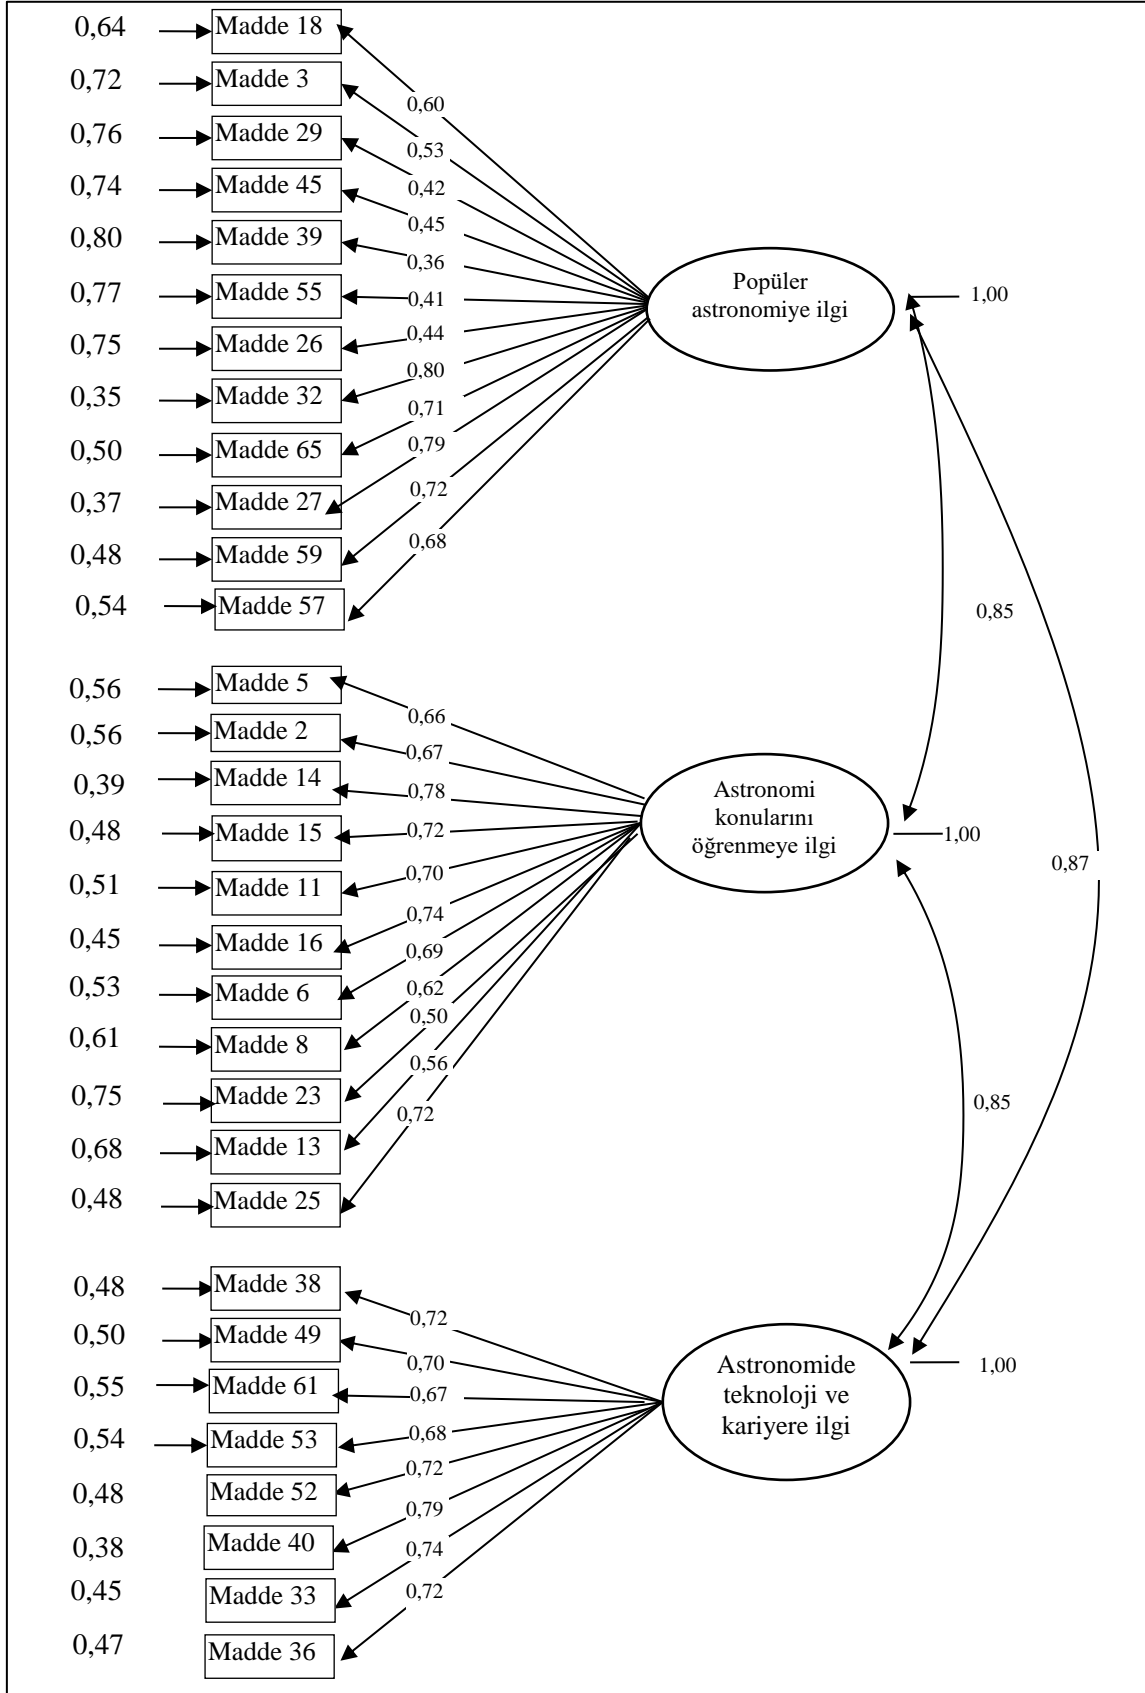 0,64 Madde 18
0,72 Madde 3
0,60
0,76 Madde 29
0,53
0,74 Madde 45
0,42
0,80 Madde 39
0,45
0,77 Madde 55
0,36
0,75 Madde 26
0,41
0,35 Madde 32
0,44
0,50 Madde 65
0,80
0,37 Madde 27
0,71
0,48 Madde 59
0,79
0,54 Madde 57
0,72
0,68
Popüler
astronomiye ilgi
1,00
0,85
0,56 Madde 5
0,66
0,56 Madde 2
0,67
0,39 Madde 14
0,78
0,48 Madde 15
0,72
0,51 Madde 11
0,70
0,45 Madde 16
0,74
0,53 Madde 6
0,69
0,61 Madde 8
0,62
0,75 Madde 23
0,50
0,68 Madde 13
0,56
0,48 Madde 25
0,72
Astronomi
konularını
öğrenmeye ilgi
1,00
0,87
0,85
0,48 Madde 38
0,72
0,50 Madde 49
0,70
0,55 Madde 61
0,67
0,54 Madde 53
0,68
0,48 Madde 52
0,72
0,38 Madde 40
0,79
0,45 Madde 33
0,74
0,47 Madde 36
0,72
Astronomide
teknoloji ve
kariyere ilgi
1,00